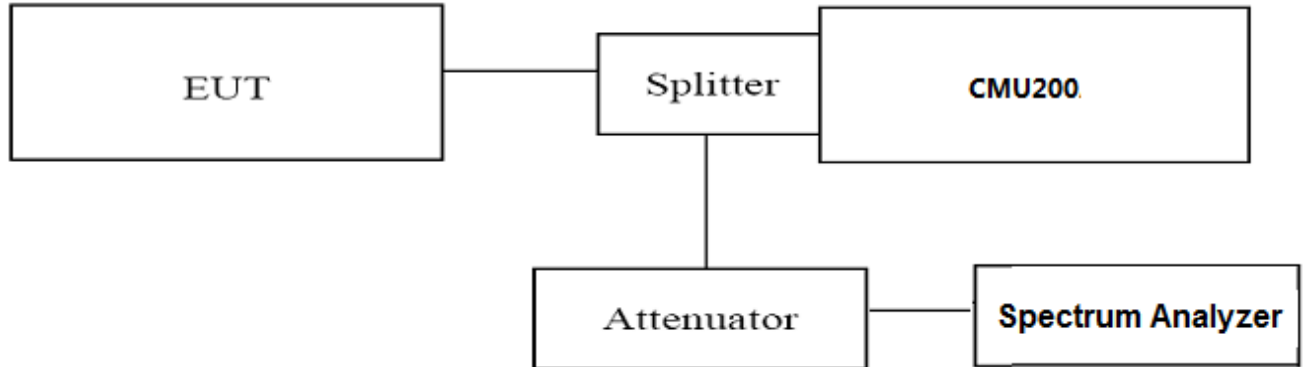 EUT
Splitter
CMU200
Attenuator
Spectrum Analyzer